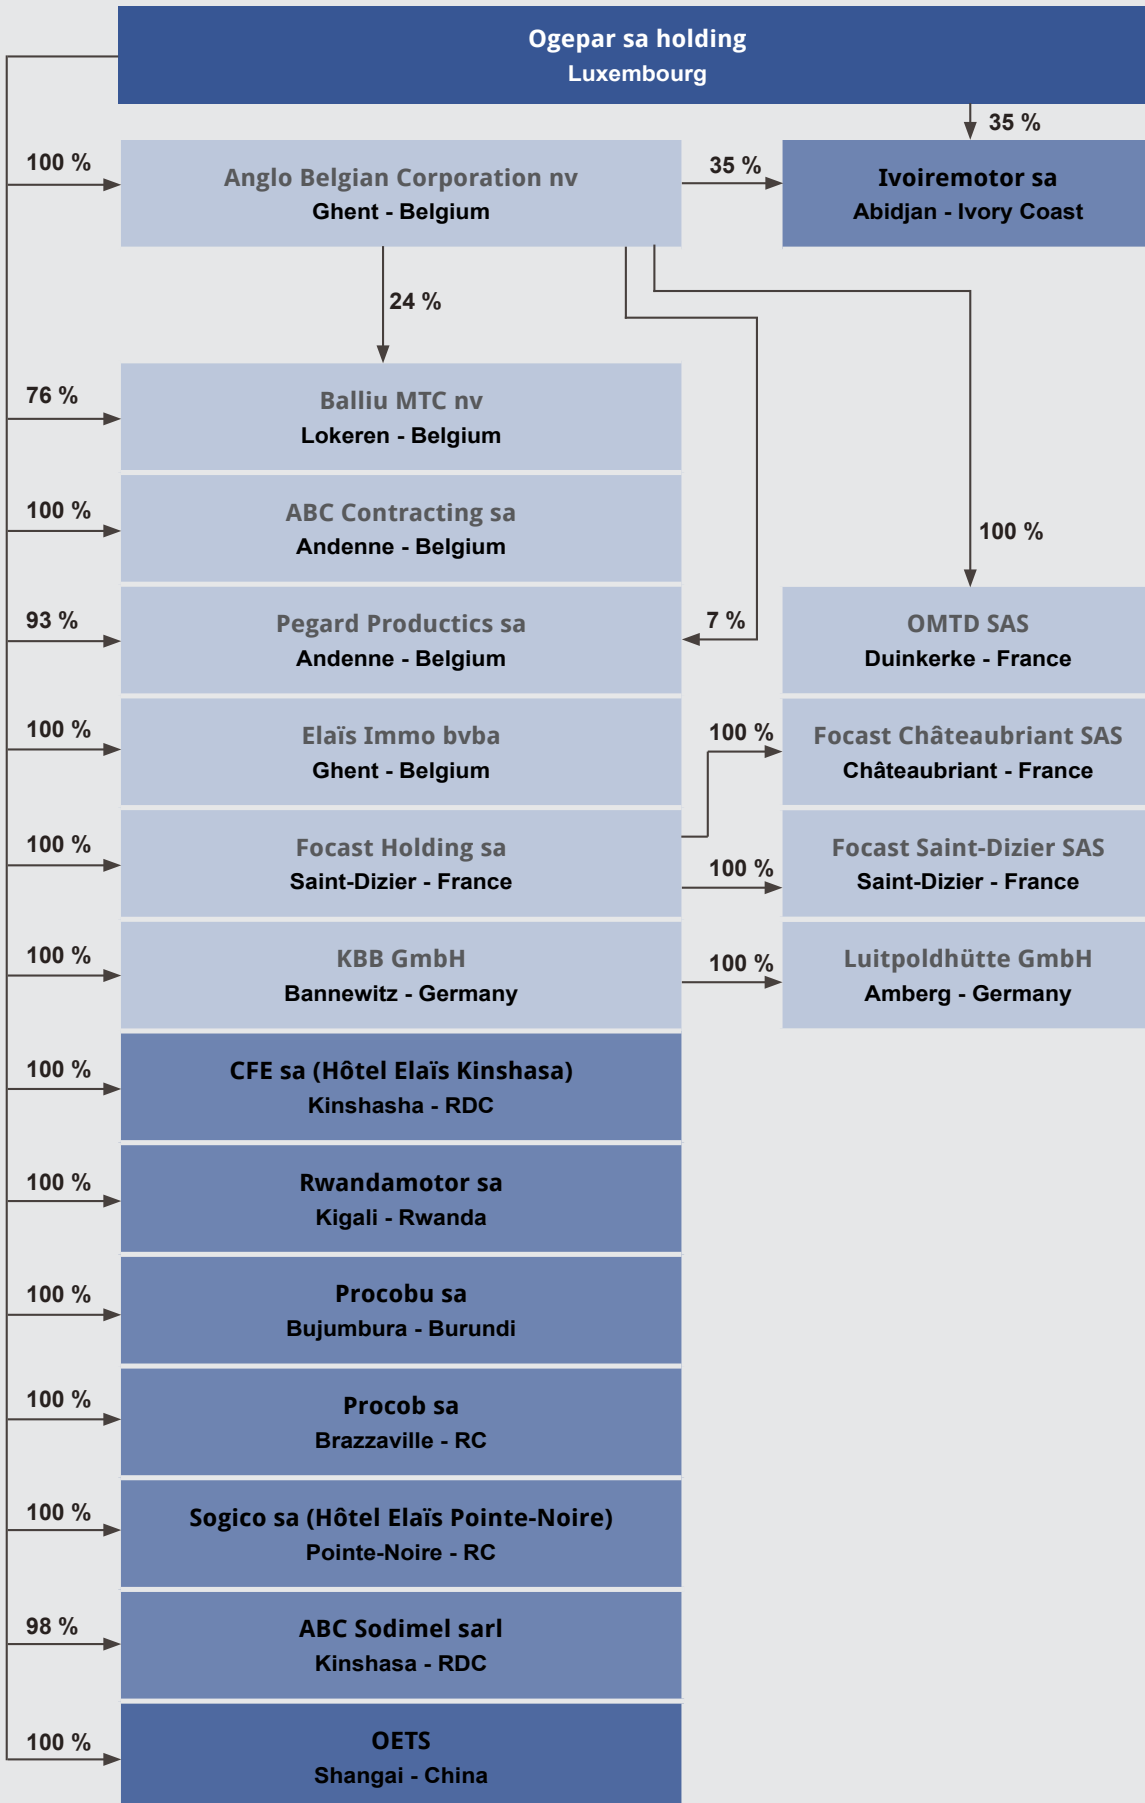 Ogepar sa holding
Luxembourg
35 %
100 %
Anglo Belgian Corporation nv
Ghent - Belgium
35 %
Ivoiremotor sa
Abidjan - Ivory Coast
24 %
76 %
Balliu MTC nv
Lokeren - Belgium
100 %
ABC Contracting sa
Andenne - Belgium
100 %
93 %
Pegard Productics sa
Andenne - Belgium
7 %
OMTD SAS
Duinkerke - France
100 %
Elaïs Immo bvba
Ghent - Belgium
100 %
Focast Châteaubriant SAS
Châteaubriant - France
100 %
Focast Holding sa
Saint-Dizier - France
100 %
Focast Saint-Dizier SAS
Saint-Dizier - France
100 %
KBB GmbH
Bannewitz - Germany
100 %
Luitpoldhütte GmbH
Amberg - Germany
100 %
CFE sa (Hôtel Elaïs Kinshasa)
Kinshasha - RDC
100 %
Rwandamotor sa
Kigali - Rwanda
100 %
Procobu sa
Bujumbura - Burundi
100 %
Procob sa
Brazzaville - RC
100 %
Sogico sa (Hôtel Elaïs Pointe-Noire)
Pointe-Noire - RC
98 %
ABC Sodimel sarl
Kinshasa - RDC
100 %
OETS
Shangai - China